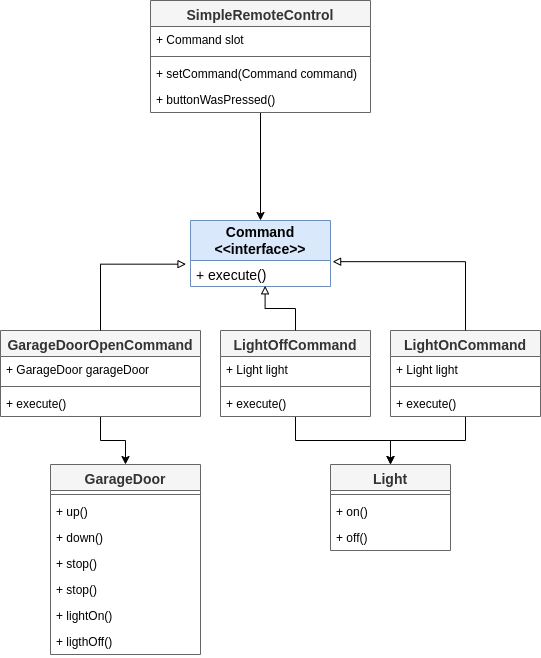 SimpleRemoteControl
+ Command slot
+ setCommand(Command command)
+ buttonWasPressed()
Command
<<interface>>
+ execute()
GarageDoorOpenCommand
+ GarageDoor garageDoor
+ execute()
LightOffCommand
+ Light light
+ execute()
LightOnCommand
+ Light light
+ execute()
GarageDoor
+ up()
+ down()
+ stop()
+ stop()
+ lightOn()
+ ligthOff()
Light
+ on()
+ off()